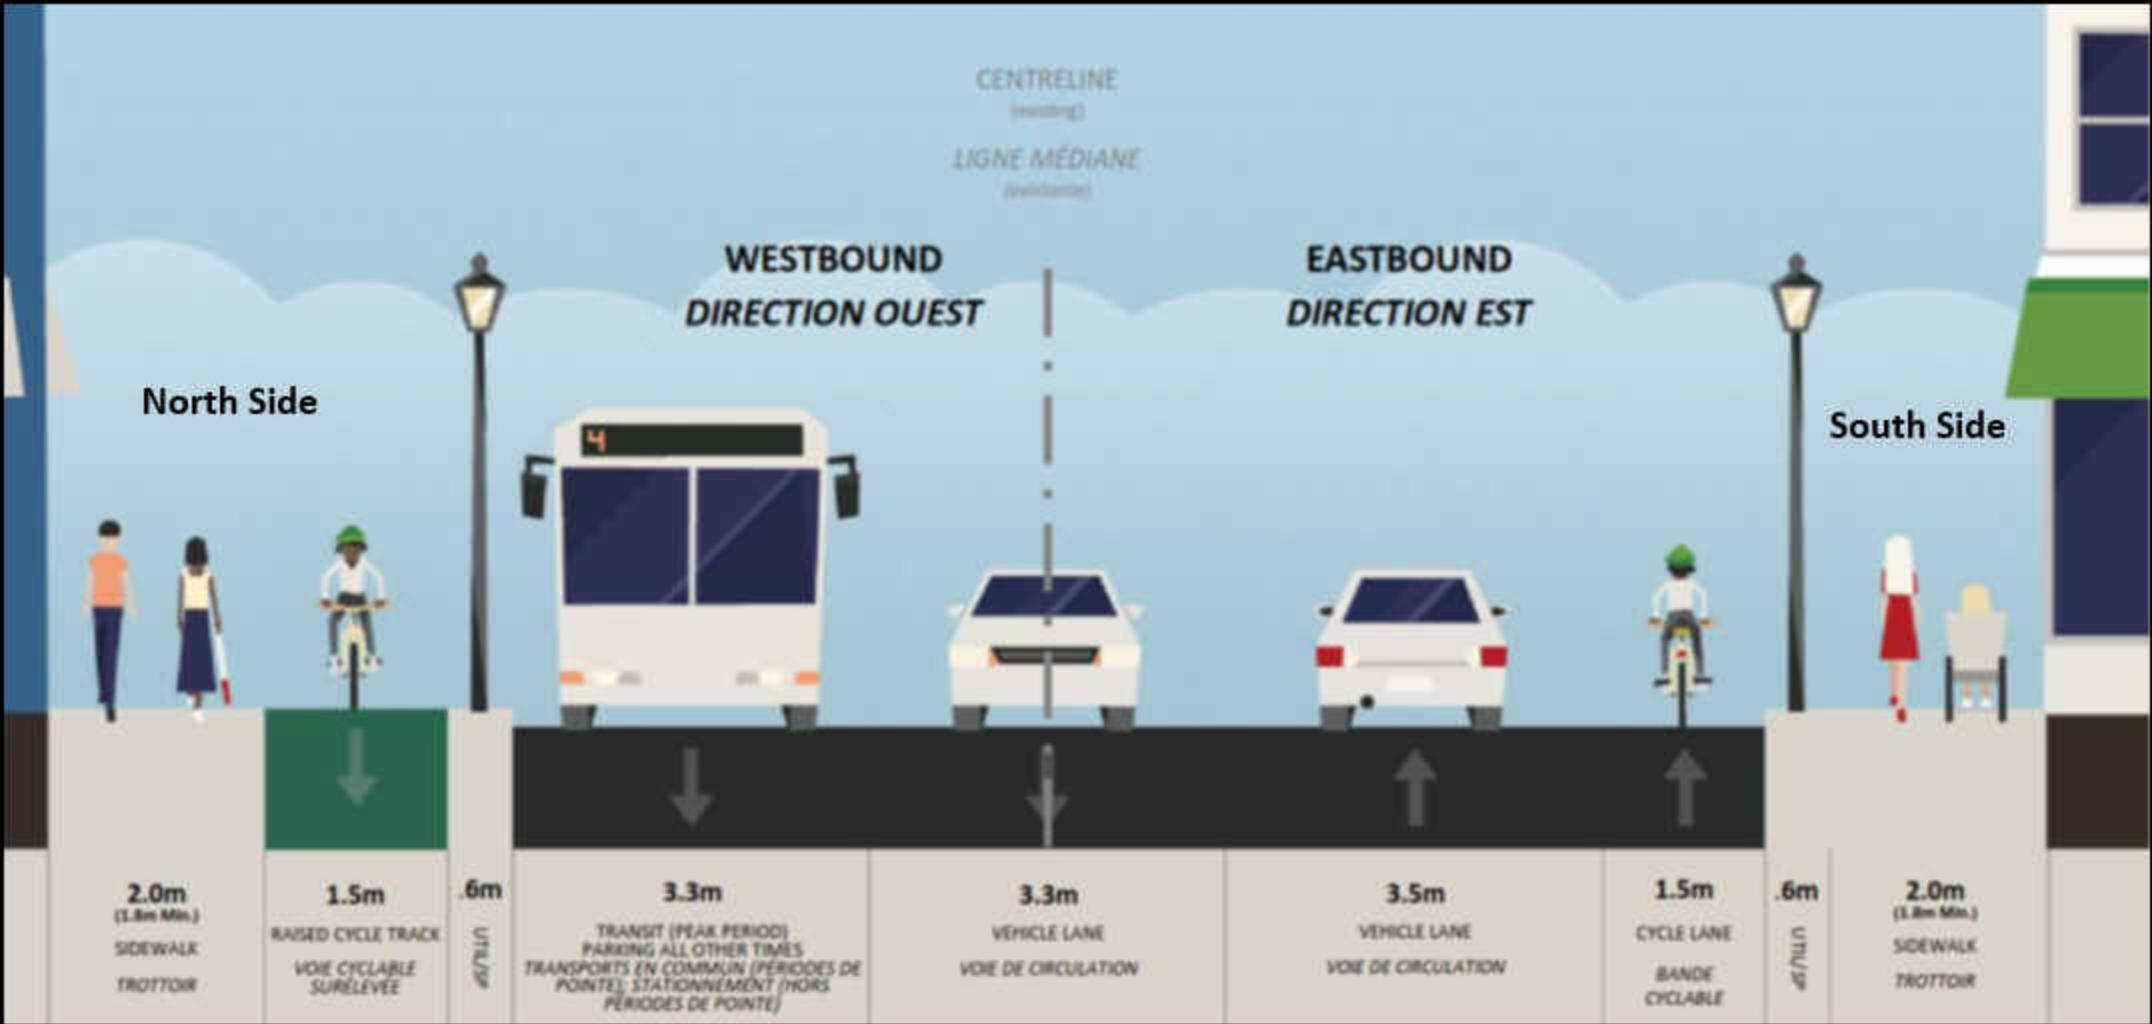 CENTRELINE
(existing)
LIGNE MÉDIANE
(existante)
WESTBOUND
DIRECTION OUEST
EASTBOUND
DIRECTION EST
North Side
South Side
4
2.0m
(1.8m Min.)
SIDEWALK
TROTTOIR
1.5m
RAISED CYCLE TRACK
VOIE CYCLABLE
SURÉLEVÉE
.6m
UTIL/SP
3.3m
TRANSIT (PEAK PERIOD)
PARKING ALL OTHER TIMES
TRANSPORTS EN COMMUN (PÉRIODES DE
POINTE); STATIONNEMENT (HORS
PÉRIODES DE POINTE)
3.3m
VEHICLE LANE
VOIE DE CIRCULATION
3.5m
VEHICLE LANE
VOIE DE CIRCULATION
1.5m
CYCLE LANE
BANDE
CYCLABLE
.6m
UTIL/SP
2.0m
(1.8m Min.)
SIDEWALK
TROTTOIR